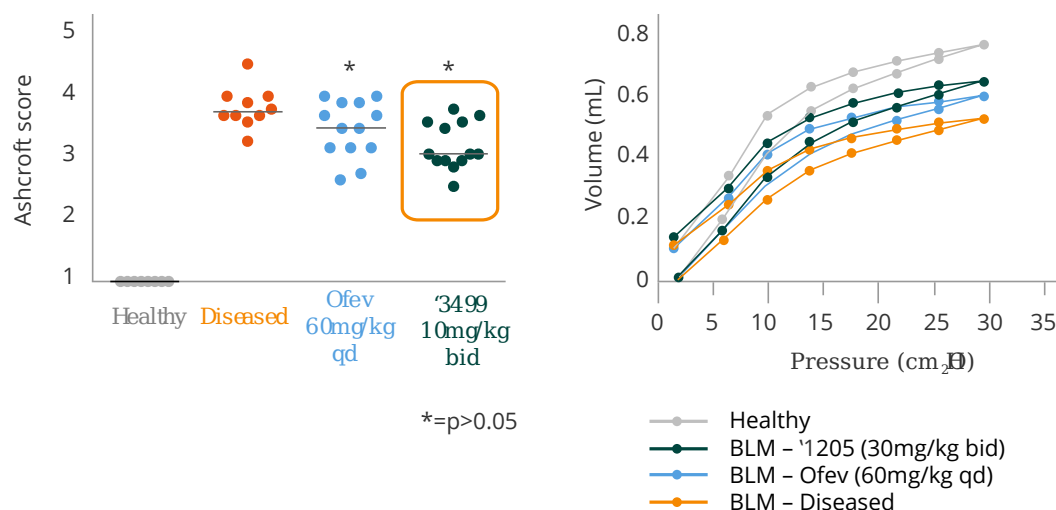 Ashcroft score
5
4
3
2
1
*
*
Healthy
Diseased
Ofev
60mg/kg
qd
‘3499
10mg/kg
bid
*=p>0.05
Volume (mL)
0.8
0.6
0.4
0.2
0
0 5 10 15 20 25 30 35
Pressure (cm₂H0)
Healthy
BLM – ‘1205 (30mg/kg bid)
BLM – Ofev (60mg/kg qd)
BLM – Diseased